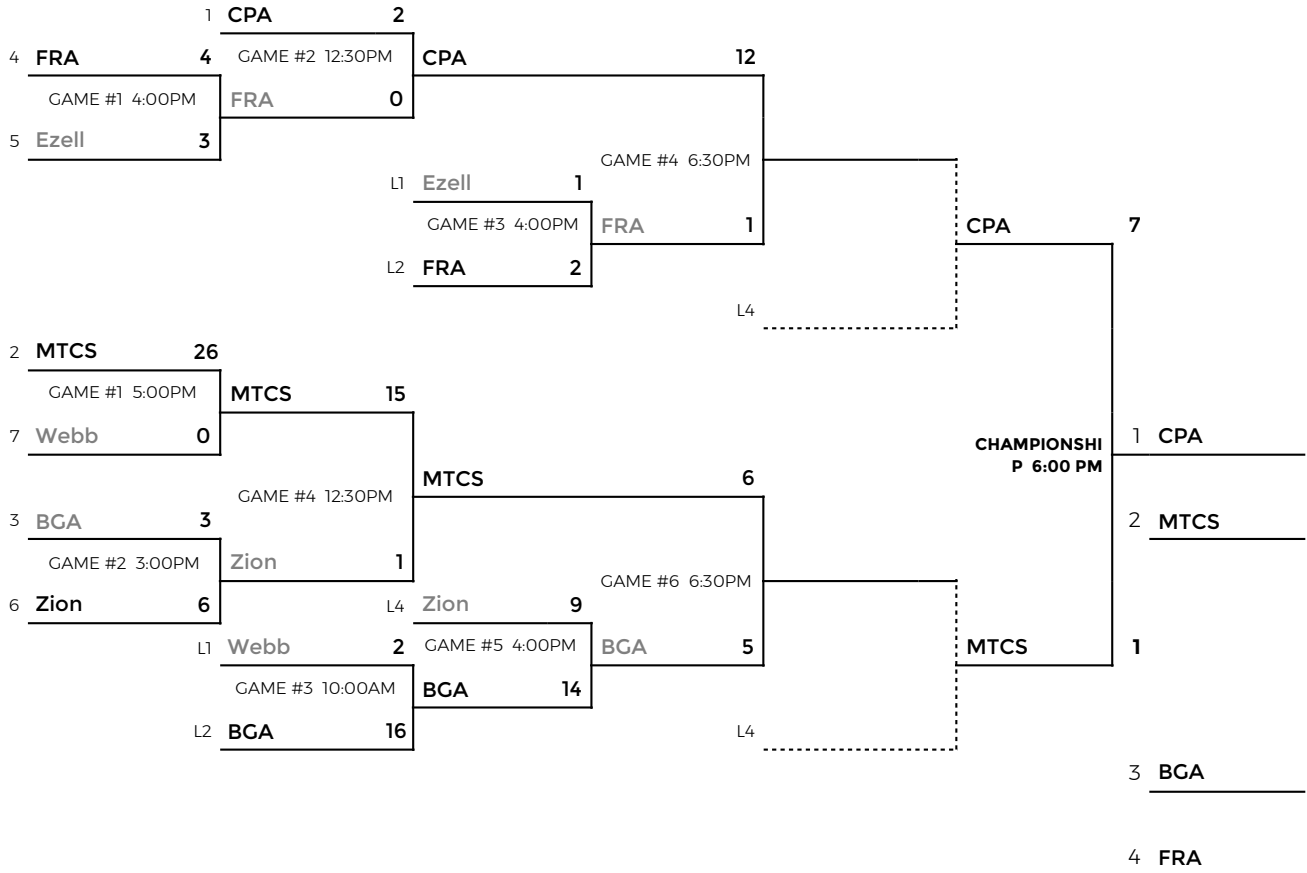 1 CPA 2
4 FRA 4
GAME #2 12:30PM
CPA 12
GAME #1 4:00PM
FRA 0
5 Ezell 3
GAME #4 6:30PM
L1 Ezell 1
GAME #3 4:00PM
FRA 1
CPA 7
L2 FRA 2
L4
2 MTCS 26
GAME #1 5:00PM
MTCS 15
7 Webb 0
CHAMPIONSHI
P 6:00 PM
1 CPA
MTCS 6
GAME #4 12:30PM
3 BGA 3
2 MTCS
GAME #2 3:00PM
Zion 1
GAME #6 6:30PM
6 Zion 6
L4 Zion 9
L1 Webb 2
GAME #5 4:00PM
BGA 5
MTCS 1
GAME #3 10:00AM
BGA 14
L2 BGA 16
L4
3 BGA
4 FRA